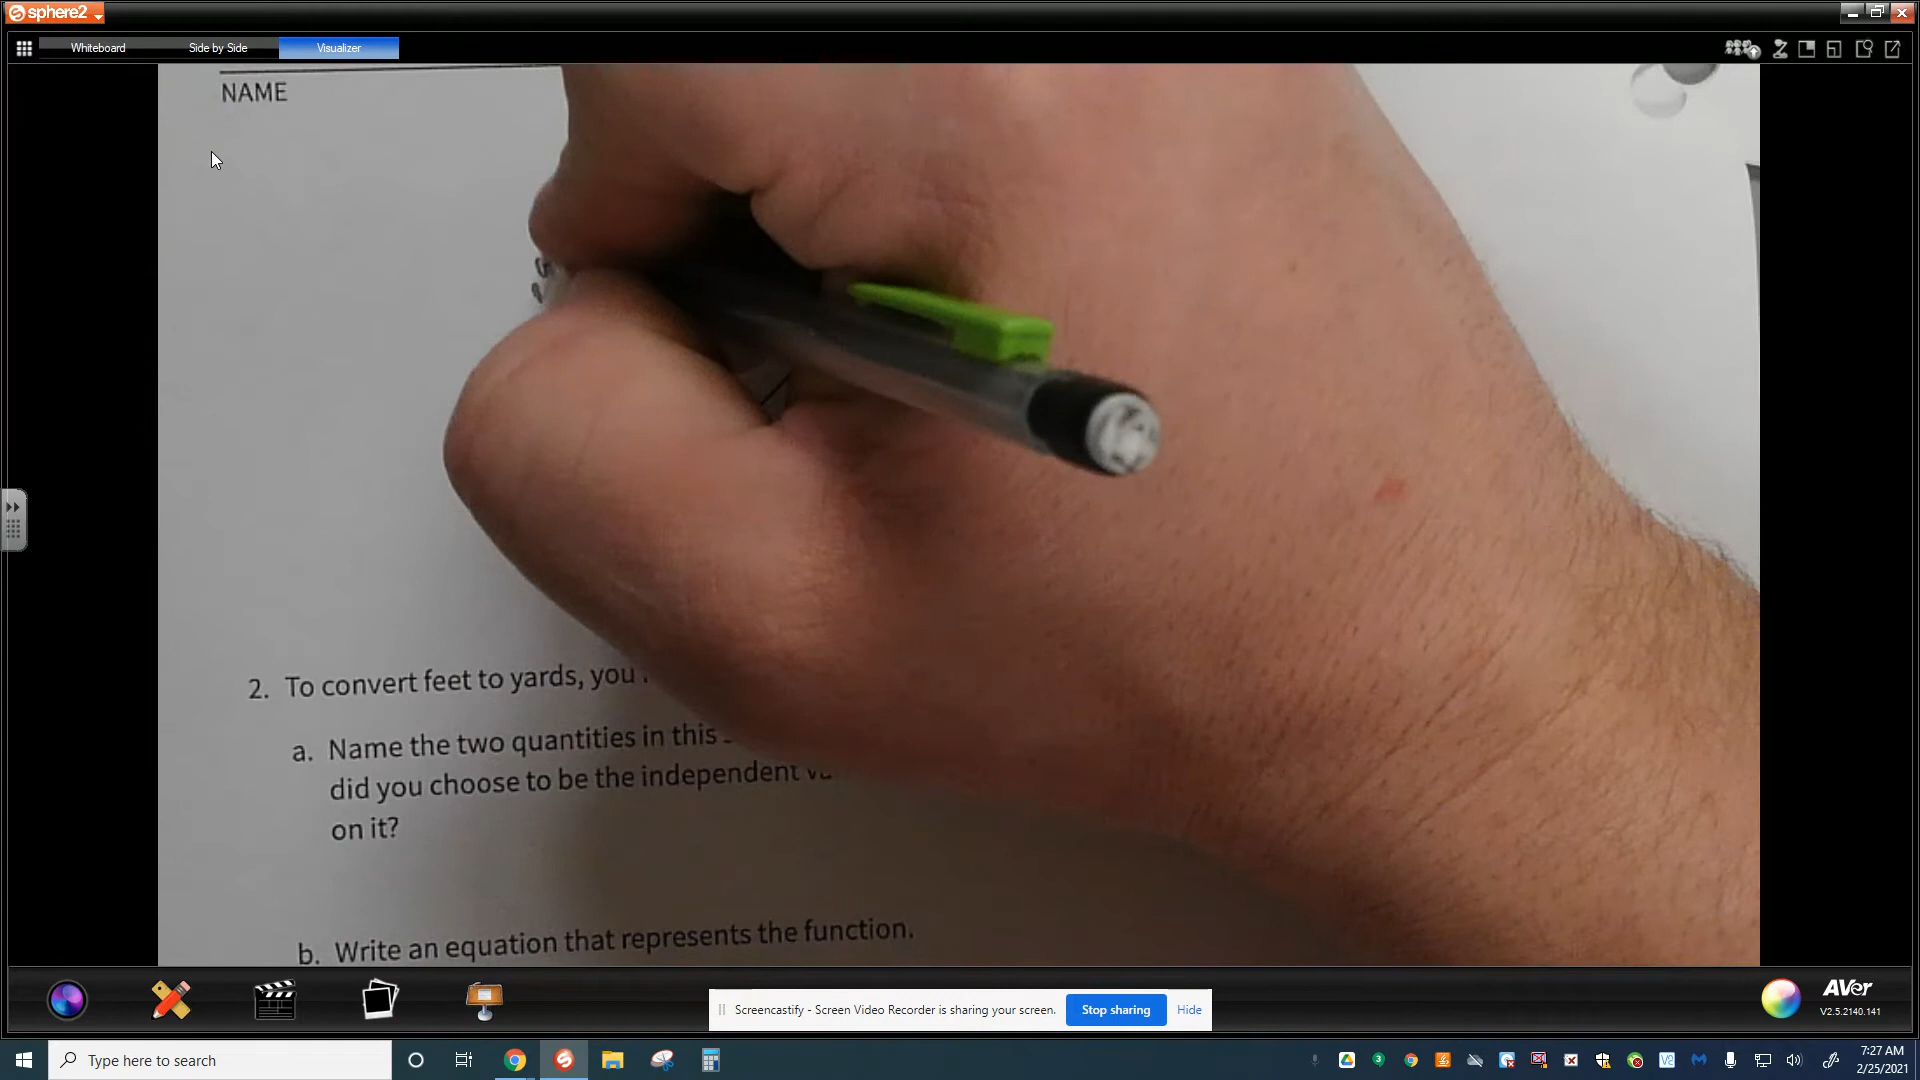 sphere2
Whiteboard Side by Side Visualizer
NAME
2. To convert feet to yards, you
a. Name the two quantities in this
did you choose to be the independent
on it?
b. Write an equation that represents the function.
AVer
V2.5.2140.141
Screencastify - Screen Video Recorder is sharing your screen. Stop sharing Hide
Type here to search
7:27 AM
2/25/2021